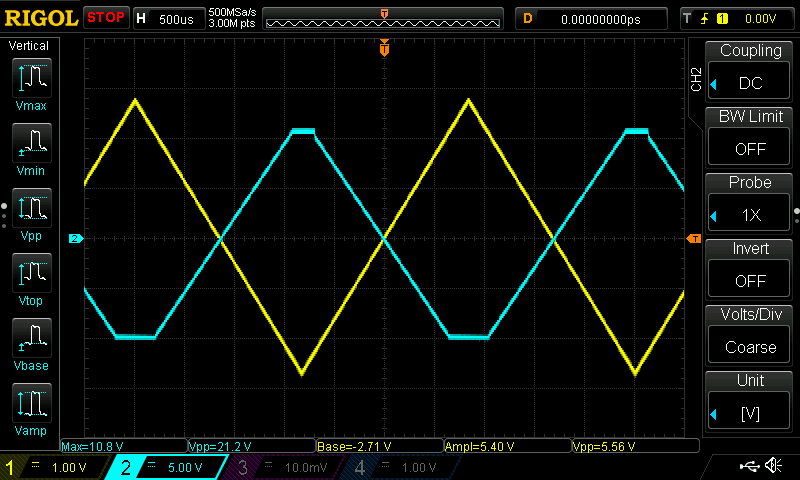 RIGOL STOP H 500us 500MSa/s 3.00M pts T D 0.00000000ps T 1 0.00V
Vertical
Vmax
Vmin
Vpp
Vtop
Vbase
Vamp
T
2
T
CH2
Coupling
DC
BW Limit
OFF
Probe
1X
Invert
OFF
Volts/Div
Coarse
Unit
[V]
Max=10.8 V Vpp=21.2 V Base=-2.71 V Ampl=5.40 V Vpp=5.56 V
1 1.00 V 2 5.00 V 3 10.0mV 4 1.00 V